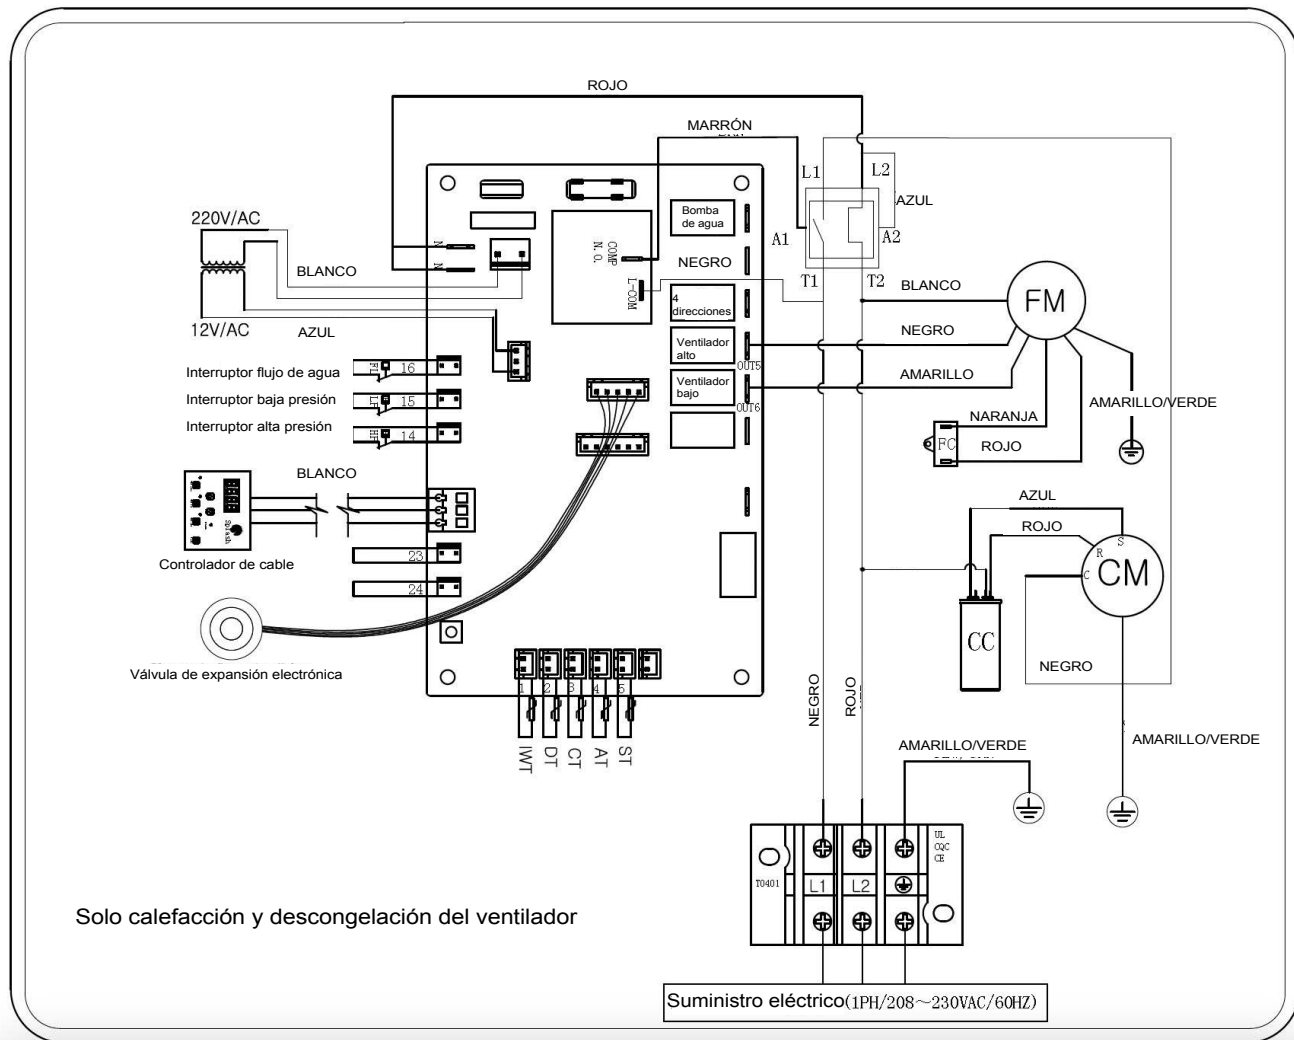 ROJO
MARRÓN
L1
L2
AZUL
A1
A2
T1
T2
220V/AC
BLANCO
12V/AC
AZUL
N
N
COMP
N.O.
L-COM
NEGRO
Bomba
de agua
4
direcciones
Ventilador
alto
OUT5
Ventilador
bajo
OUT6
BLANCO
FM
NEGRO
AMARILLO
AMARILLO/VERDE
NARANJA
FC
ROJO
Interruptor flujo de agua
16
Interruptor baja presión
LP
15
Interruptor alta presión
HP
14
BLANCO
Splash
Controlador de cable
23
24
Válvula de expansión electrónica
AZUL
ROJO
S
R
C
CM
CC
NEGRO
1
2
3
4
5
IWT
DT
CT
AT
ST
NEGRO
ROJO
AMARILLO/VERDE
AMARILLO/VERDE
T0401
L1
L2
UL
CQC
CE
Solo calefacción y descongelación del ventilador
Suministro eléctrico(1PH/208～230VAC/60HZ)